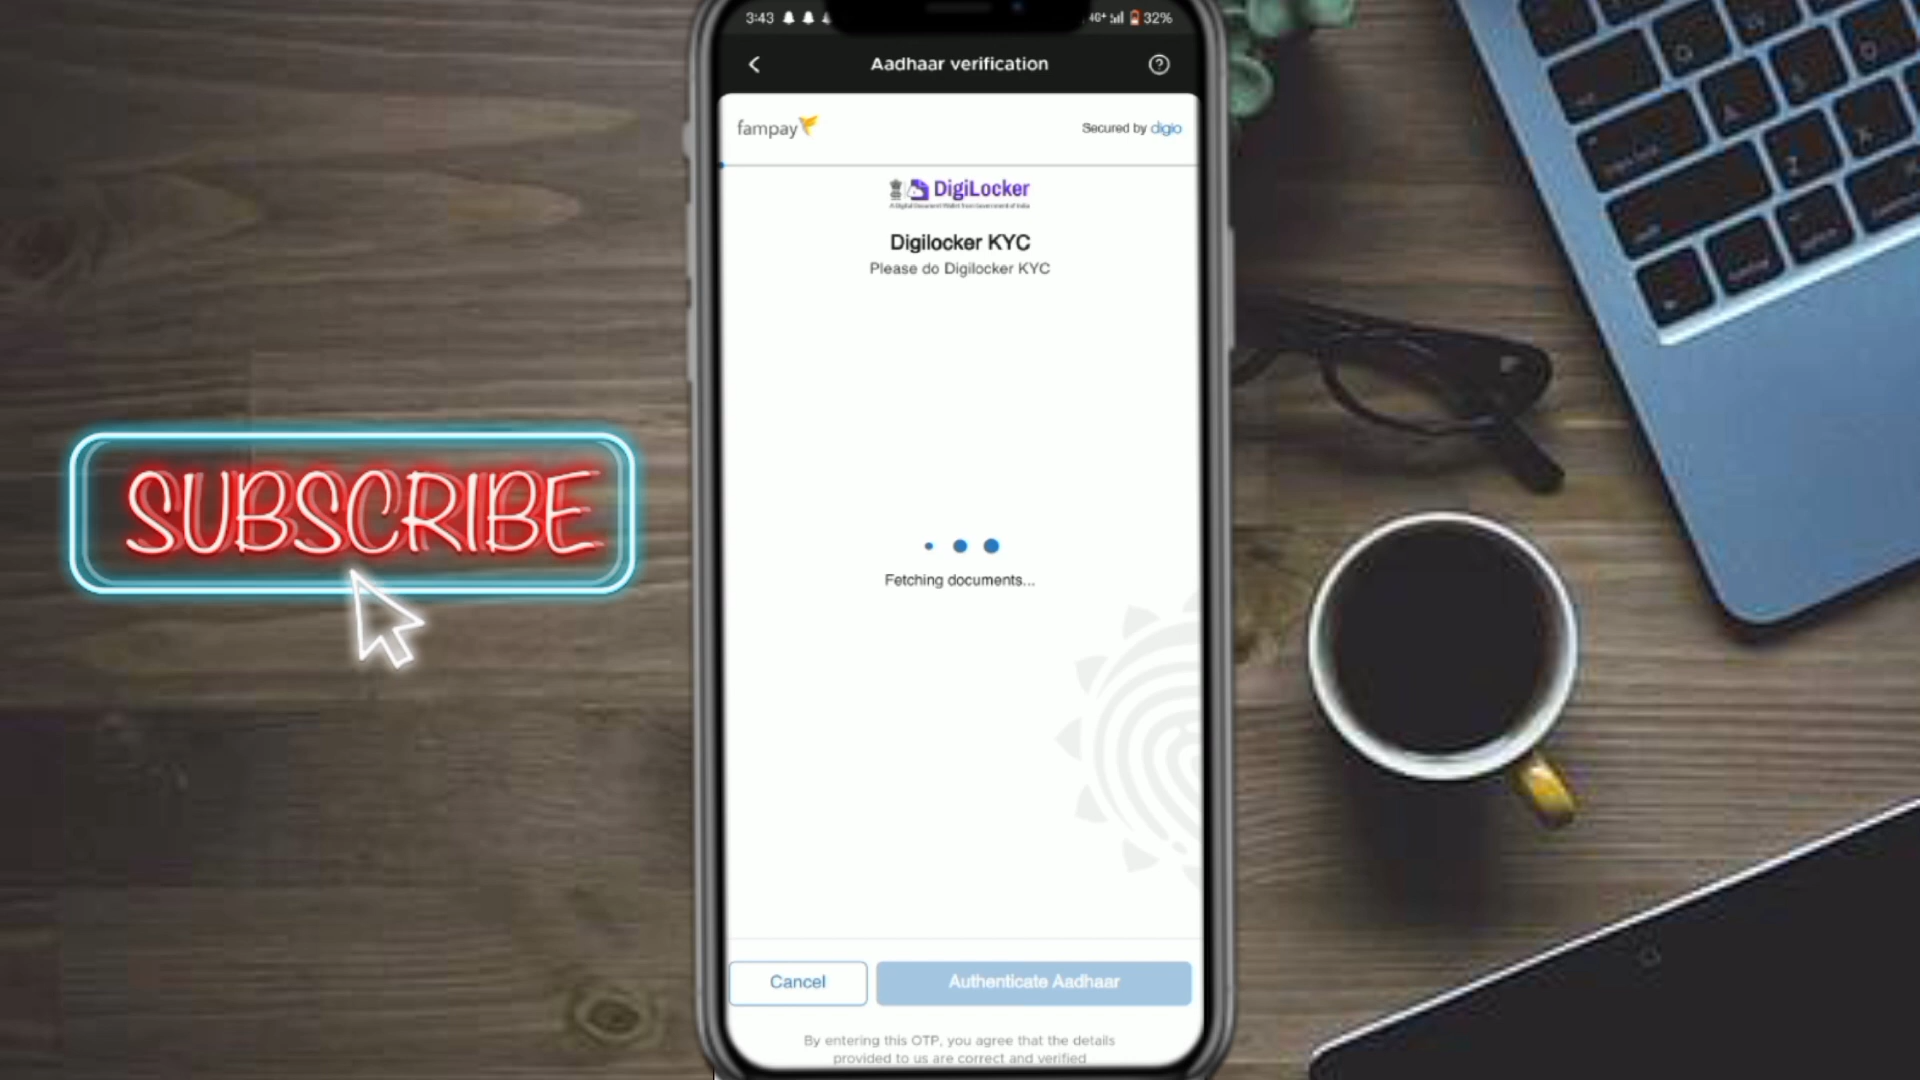 3:43
4G+ 32%
Aadhaar verification
fampay
Secured by digio
DigiLocker
Digilocker KYC
Please do Digilocker KYC
SUBSCRIBE
Fetching documents...
Cancel
Authenticate Aadhaar
By entering this OTP, you agree that the details
provided to us are correct and verified